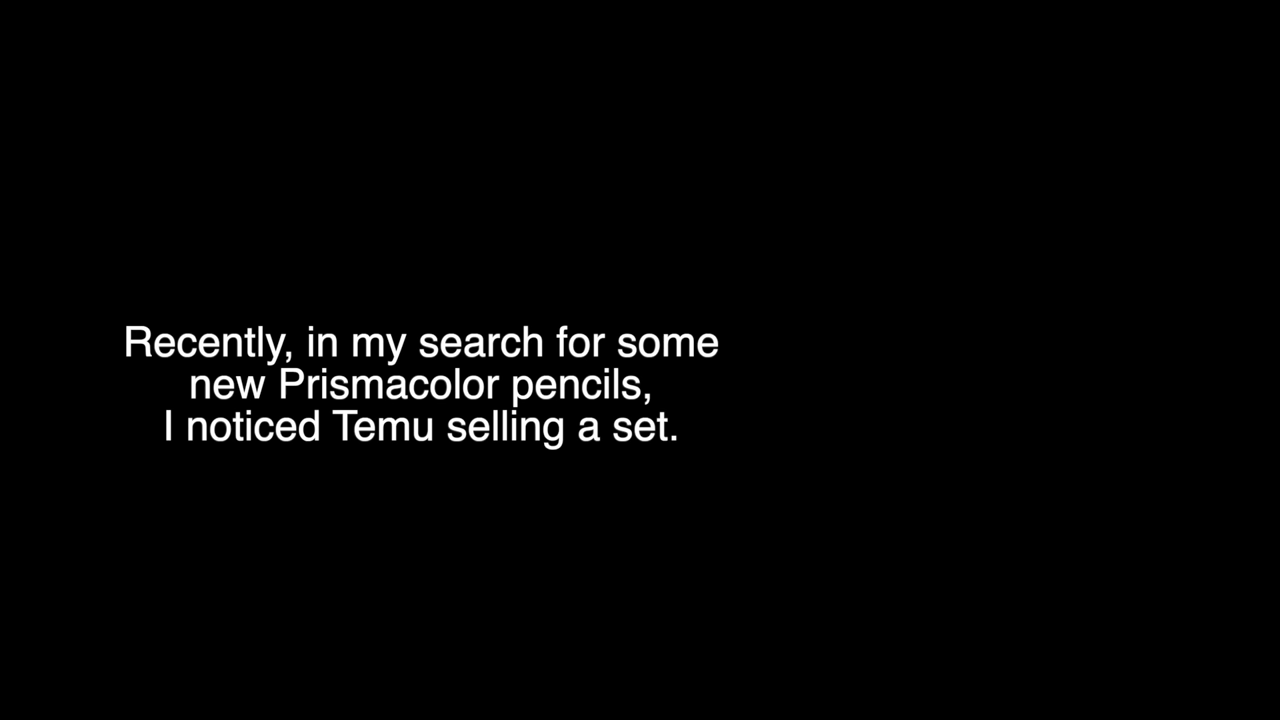 Recently, in my search for some
new Prismacolor pencils,
I noticed Temu selling a set.